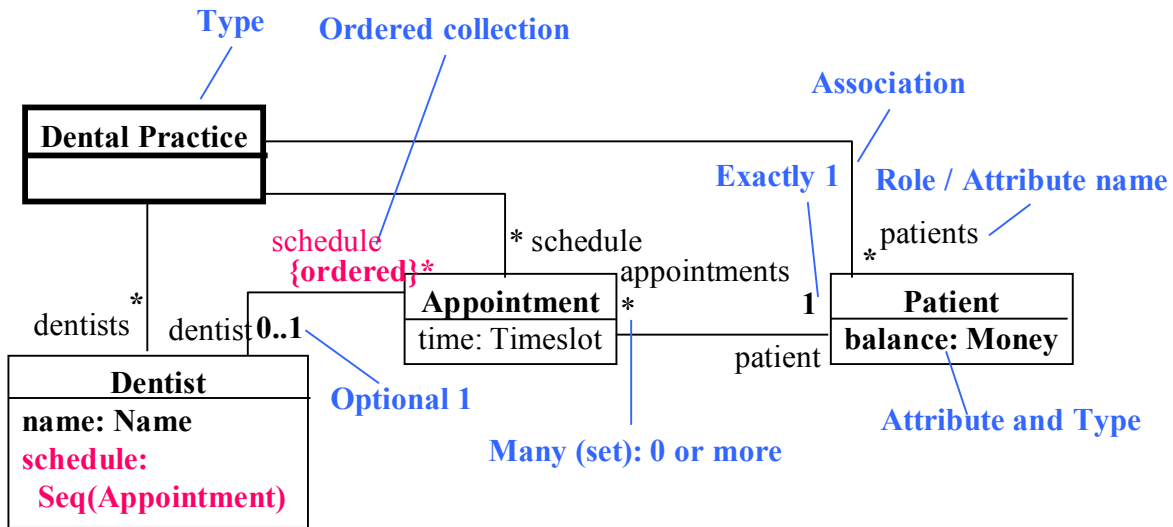 Type
Ordered collection
Association
Dental Practice
Exactly 1
Role / Attribute name
schedule
{ordered}*
* schedule
appointments
*
patients
*
Appointment
*
time: Timeslot
1
patient
Patient
balance: Money
*
dentists
dentist 0..1
Optional 1
Many (set): 0 or more
Attribute and Type
Dentist
name: Name
schedule:
Seq(Appointment)